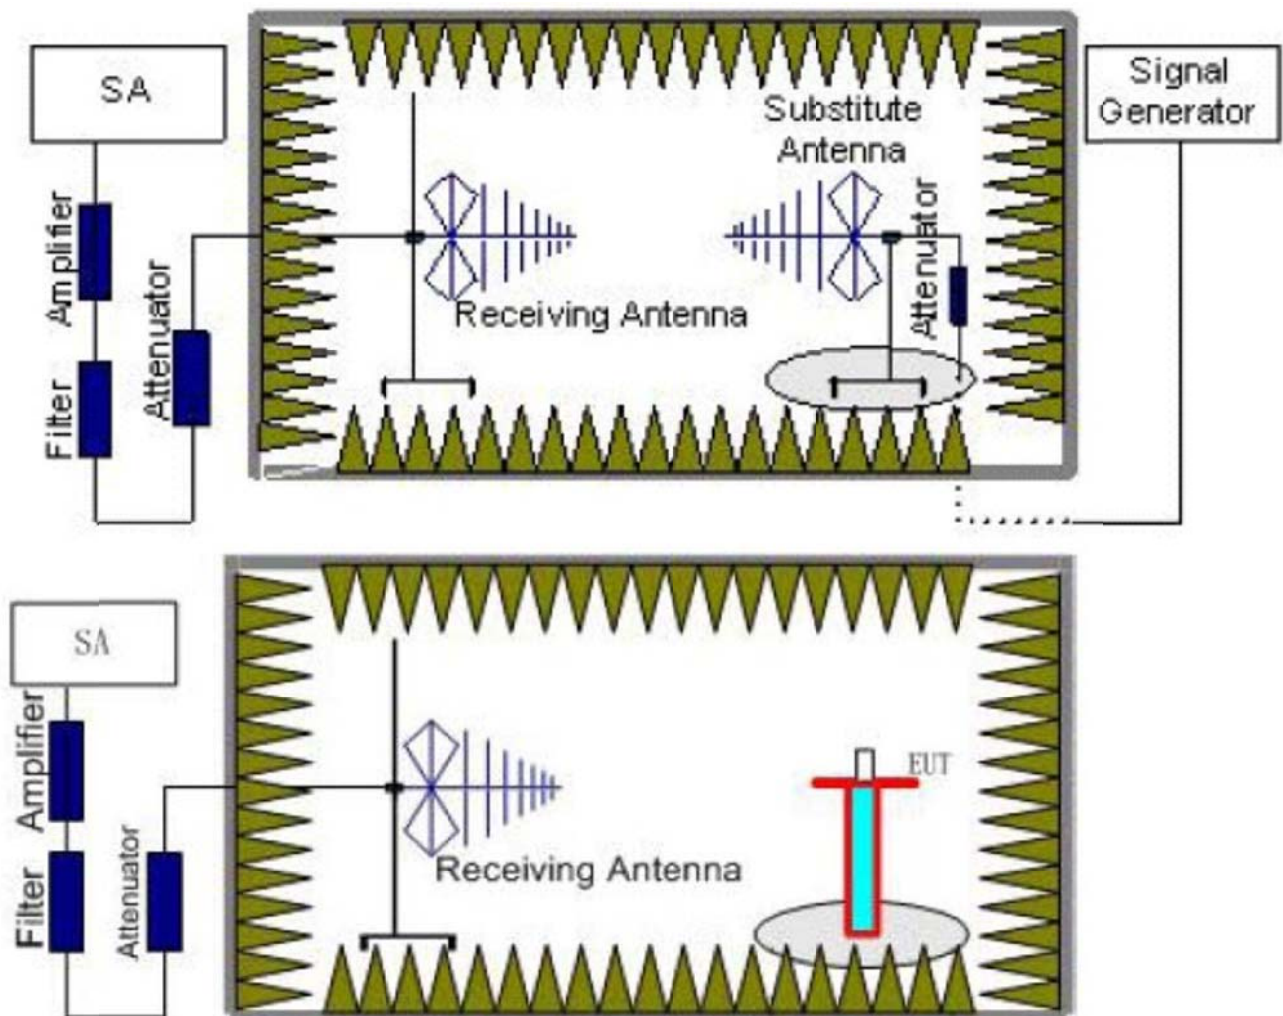 SA
Signal
Generator
Substitute
Antenna
Amplifier
Attenuator
Attenuator
Receiving Antenna
Filter
SA
Amplifier
EUT
Attenuator
Receiving Antenna
Filter